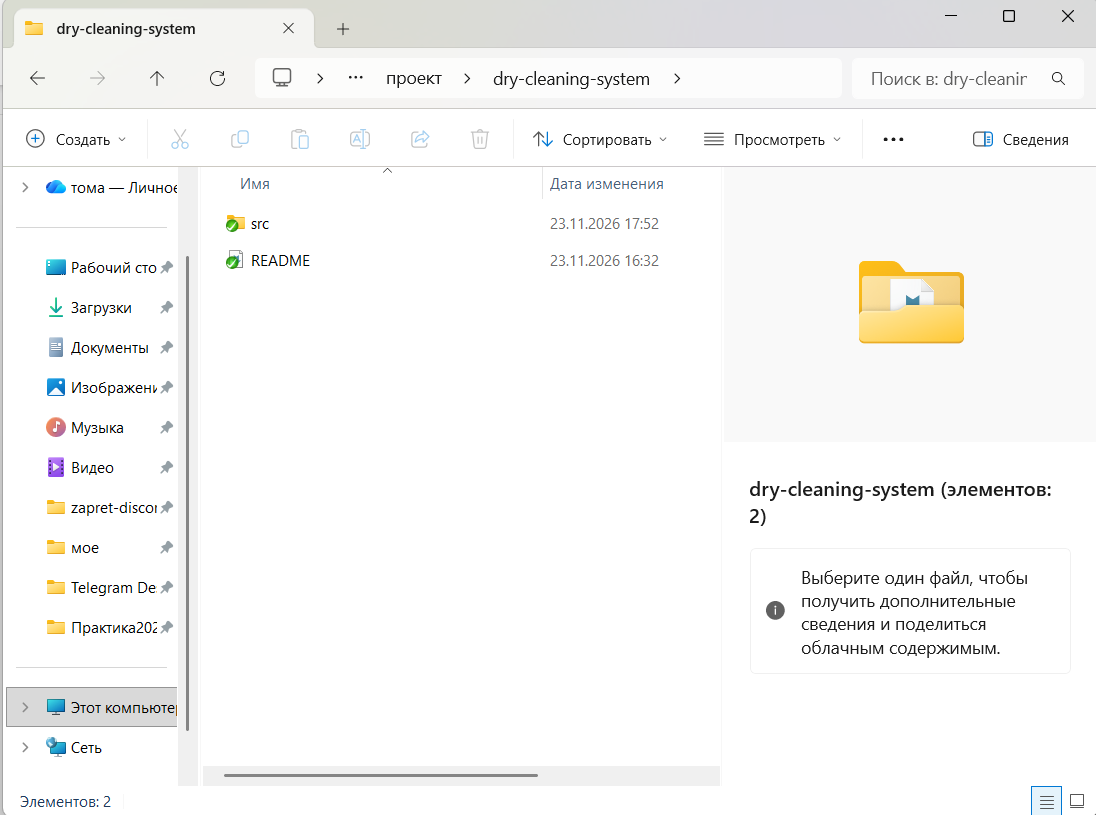 dry-cleaning-system
проект
dry-cleaning-system
Поиск в: dry-cleanir
Создать
Сортировать
Просмотреть
Сведения
тома — Личное
Рабочий сто
Загрузки
Документы
Изображени
Музыка
Видео
zapret-discor
мое
Telegram De
Практика202
Этот компьютер
Сеть
Имя
Дата изменения
src
23.11.2026 17:52
README
23.11.2026 16:32
dry-cleaning-system (элементов:
2)
Выберите один файл, чтобы
получить дополнительные
сведения и поделиться
облачным содержимым.
Элементов: 2